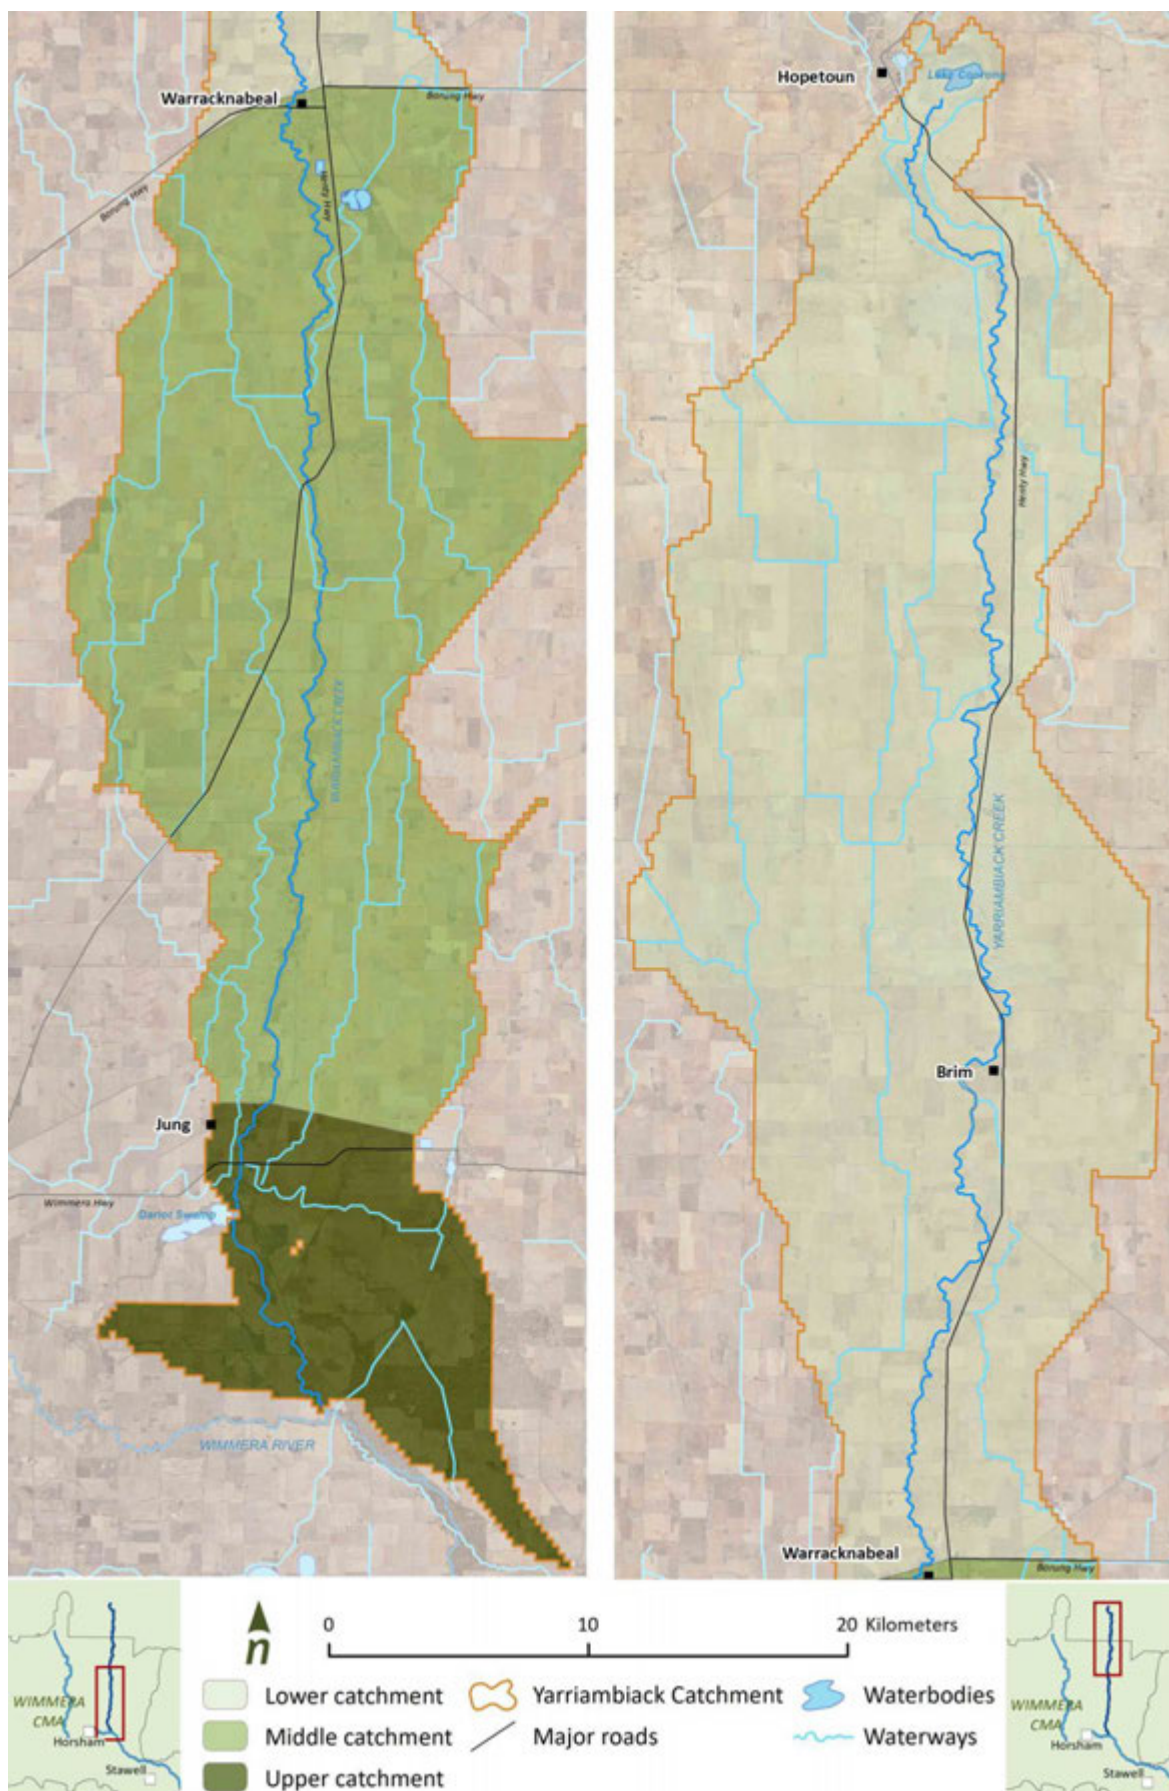 Warracknabeal
Borung Hwy
Borung Hwy
Henty Hwy
YARRIAMBIACK CREEK
Jung
Wimmera Hwy
Darlot Swamp
WIMMERA RIVER
Hopetoun
Lake Coorong
Henty Hwy
YARRIAMBIACK CREEK
Brim
Warracknabeal
Borung Hwy
WIMMERA
CMA
Horsham
Stawell
n
0 10 20 Kilometers
Lower catchment
Middle catchment
Upper catchment
Yarriambiack Catchment
Major roads
Waterbodies
Waterways
WIMMERA
CMA
Horsham
Stawell